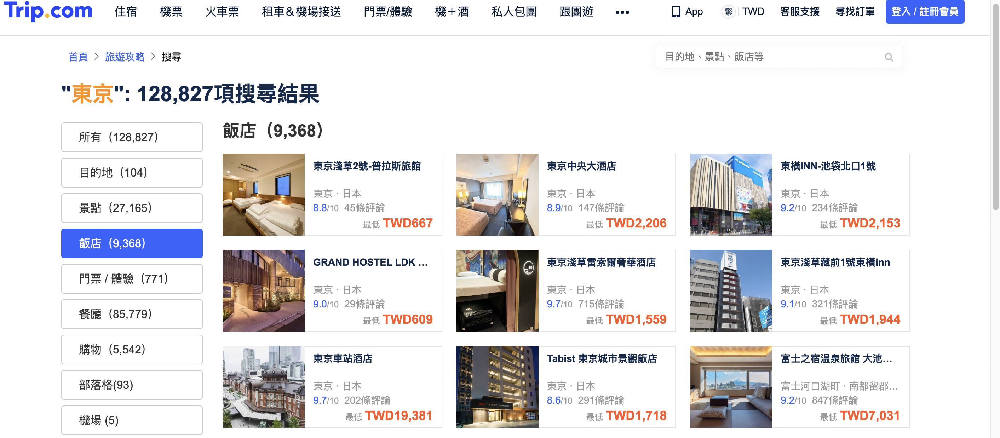 Trip.com 住宿 機票 火車票 租車&機場接送 門票/體驗 機+酒 私人包團 跟團遊 ••• App 繁 TWD 客服支援 尋找訂單 登入 / 註冊會員
首頁 > 旅遊攻略 > 搜尋
目的地、景點、飯店等
"東京": 128,827項搜尋結果
所有（128,827）
目的地（104）
景點（27,165）
飯店（9,368）
門票 / 體驗（771）
餐廳（85,779）
購物（5,542）
部落格(93)
機場 (5)
飯店（9,368）
東京淺草2號-普拉斯旅館
東京 · 日本
8.8/10 45條評論
最低 TWD667
東京中央大酒店
東京 · 日本
8.9/10 147條評論
最低 TWD2,206
animate
東橫INN-池袋北口1號
東京 · 日本
9.2/10 234條評論
最低 TWD2,153
LDK
GRAND HOSTEL LDK ...
東京 · 日本
9.0/10 29條評論
最低 TWD609
東京淺草雷索爾奢華酒店
東京 · 日本
9.7/10 715條評論
最低 TWD1,559
東京淺草藏前1號東橫inn
東京 · 日本
9.1/10 321條評論
最低 TWD1,944
東京車站酒店
東京 · 日本
9.7/10 202條評論
最低 TWD19,381
Tabist TOKYO CITY VIEW HOTEL
Tabist 東京城市景觀飯店
東京 · 日本
8.6/10 291條評論
最低 TWD1,718
富士之宿溫泉旅館 大池...
富士河口湖町 · 南都留郡...
9.2/10 847條評論
最低 TWD7,031